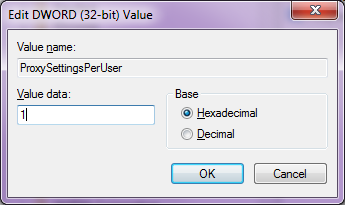 Edit DWORD (32-bit) Value
Value name:
ProxySettingsPerUser
Value data:
1
Base
Hexadecimal
Decimal
OK
Cancel